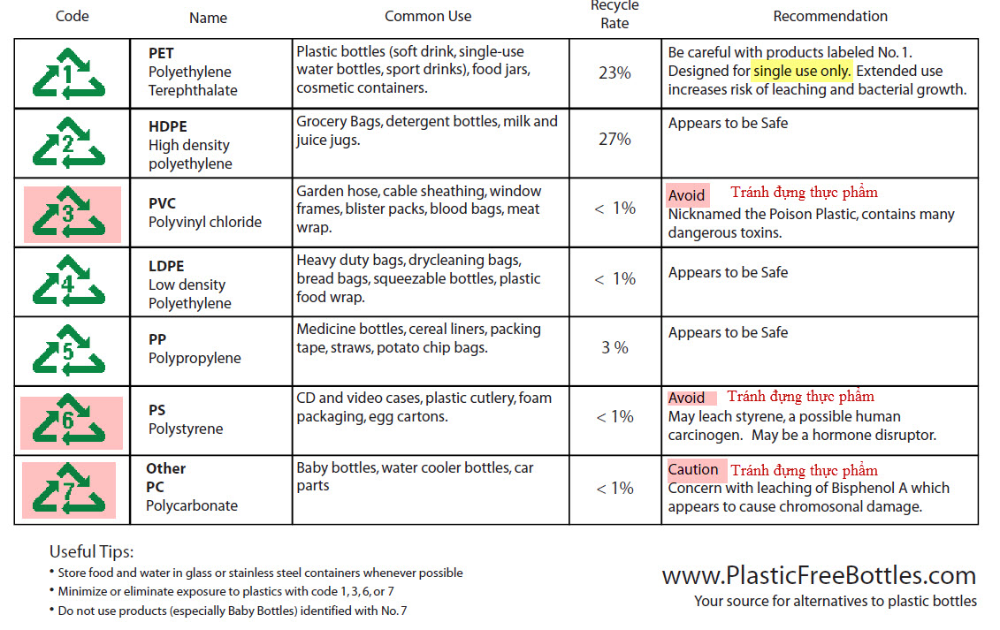 Recycle
Code
Name
Common Use
Rate
Recommendation
1
PET
Polyethylene
Terephthalate
Plastic bottles (soft drink, single-use
water bottles, sport drinks), food jars,
cosmetic containers.
23%
Be careful with products labeled No. 1.
Designed for single use only. Extended use
increases risk of leaching and bacterial growth.
2
HDPE
High density
polyethylene
Grocery Bags, detergent bottles, milk and
juice jugs.
27%
Appears to be Safe
3
PVC
Polyvinyl chloride
Garden hose, cable sheathing, window
frames, blister packs, blood bags, meat
wrap.
< 1%
Avoid Tránh đựng thực phẩm
Nicknamed the Poison Plastic, contains many
dangerous toxins.
4
LDPE
Low density
Polyethylene
Heavy duty bags, drycleaning bags,
bread bags, squeezable bottles, plastic
food wrap.
< 1%
Appears to be Safe
5
PP
Polypropylene
Medicine bottles, cereal liners, packing
tape, straws, potato chip bags.
3 %
Appears to be Safe
6
PS
Polystyrene
CD and video cases, plastic cutlery, foam
packaging, egg cartons.
< 1%
Avoid Tránh đựng thực phẩm
May leach styrene, a possible human
carcinogen. May be a hormone disruptor.
7
Other
PC
Polycarbonate
Baby bottles, water cooler bottles, car
parts
< 1%
Caution Tránh đựng thực phẩm
Concern with leaching of Bisphenol A which
appears to cause chromosonal damage.
Useful Tips:
• Store food and water in glass or stainless steel containers whenever possible
• Minimize or eliminate exposure to plastics with code 1, 3, 6, or 7
• Do not use products (especially Baby Bottles) identified with No. 7
www.PlasticFreeBottles.com
Your source for alternatives to plastic bottles